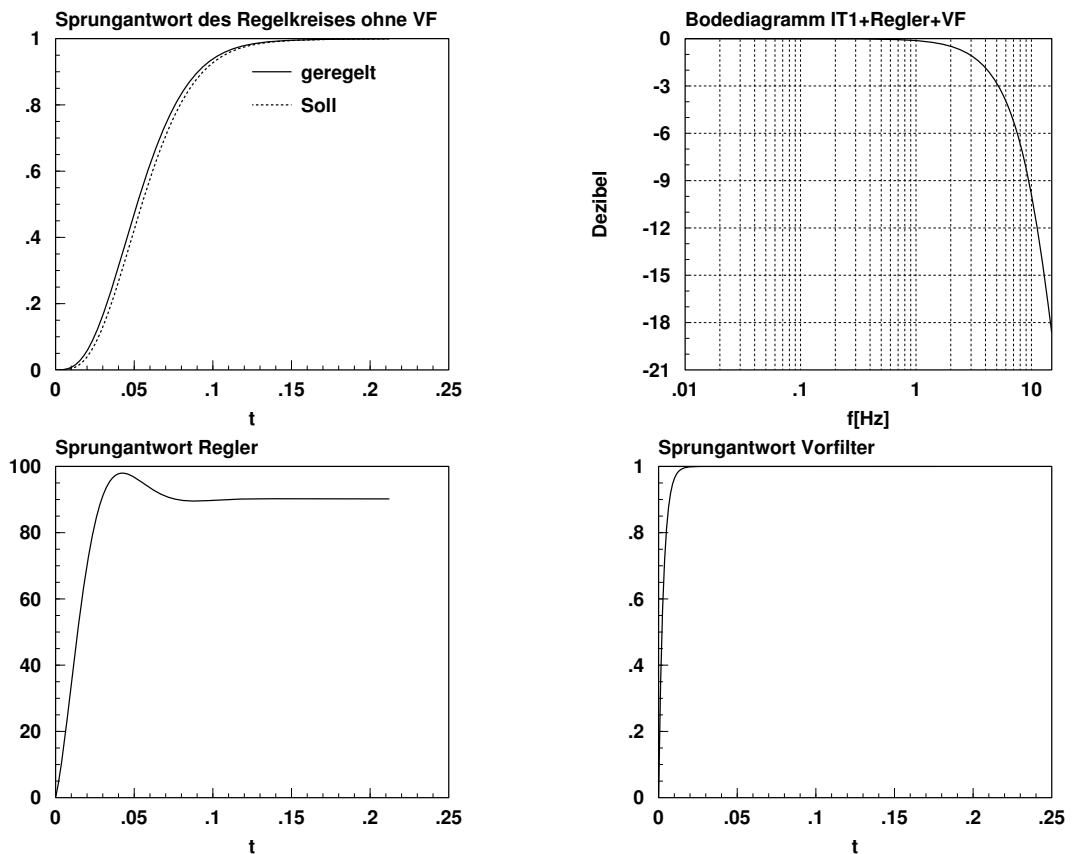 Sprungantwort des Regelkreises ohne VF
1
.8
.6
.4
.2
0
geregelt
Soll
0 .05 .1 .15 .2 .25
t
Bodediagramm IT1+Regler+VF
0
-3
-6
-9
-12
-15
-18
-21
Dezibel
.01 .1 1 10
f[Hz]
Sprungantwort Regler
100
80
60
40
20
0
0 .05 .1 .15 .2 .25
t
Sprungantwort Vorfilter
1
.8
.6
.4
.2
0
0 .05 .1 .15 .2 .25
t